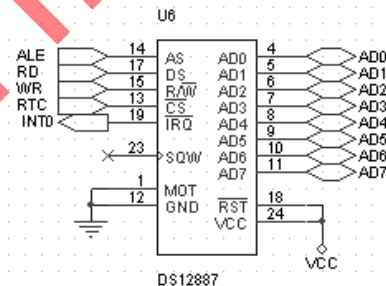 U6
ALE 14 AS AD0 4 AD0
RD 17 DS AD1 5 AD1
WR 15 R/W AD2 6 AD2
RTC 13 CS AD3 7 AD3
INT0 19 IRQ AD4 8 AD4
AD5 9 AD5
23 SQW AD6 10 AD6
AD7 11 AD7
1 MOT
12 GND RST 18
VCC 24
VCC
DS12887